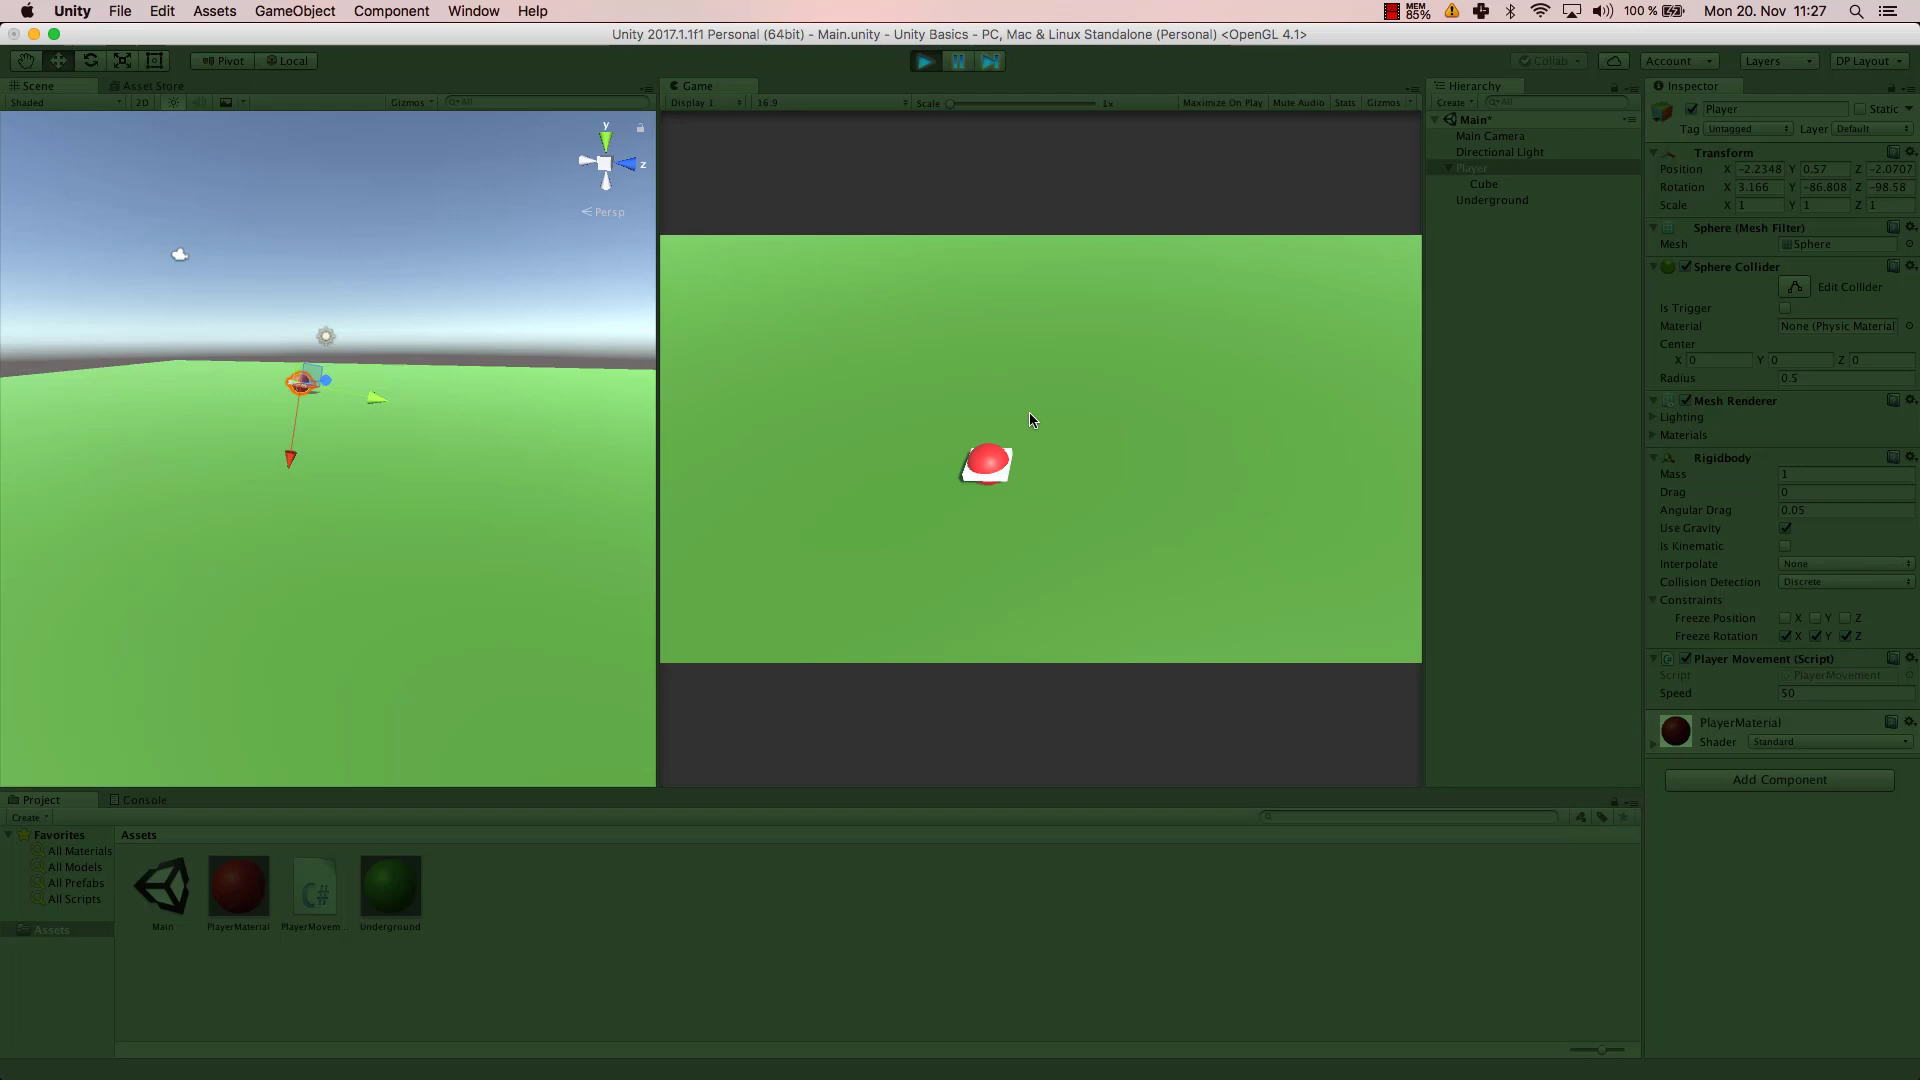 Unity File Edit Assets GameObject Component Window Help MEM 85% 100 % Mon 20. Nov 11:27
Unity 2017.1.1f1 Personal (64bit) - Main.unity - Unity Basics - PC, Mac & Linux Standalone (Personal) <OpenGL 4.1>
Pivot Local Collab Account Layers DP Layout
Scene Asset Store
Shaded 2D Gizmos All
y
z
Persp
Game
Display 1 16:9 Scale 1x Maximize On Play Mute Audio Stats Gizmos
Hierarchy
Create All
Main*
Main Camera
Directional Light
Player
Cube
Underground
Inspector
Player Static
Tag Untagged Layer Default
Transform
Position X -2.2348 Y 0.57 Z -2.0707
Rotation X 3.166 Y -86.808 Z -98.58
Scale X 1 Y 1 Z 1
Sphere (Mesh Filter)
Mesh Sphere
Sphere Collider
Edit Collider
Is Trigger
Material None (Physic Material
Center
X 0 Y 0 Z 0
Radius 0.5
Mesh Renderer
Lighting
Materials
Rigidbody
Mass 1
Drag 0
Angular Drag 0.05
Use Gravity
Is Kinematic
Interpolate None
Collision Detection Discrete
Constraints
Freeze Position X Y Z
Freeze Rotation X Y Z
Player Movement (Script)
Script PlayerMovement
Speed 50
PlayerMaterial
Shader Standard
Add Component
Project Console
Create
Favorites
All Materials
All Models
All Prefabs
All Scripts
Assets
Assets
C#
Main PlayerMaterial PlayerMovem... Underground